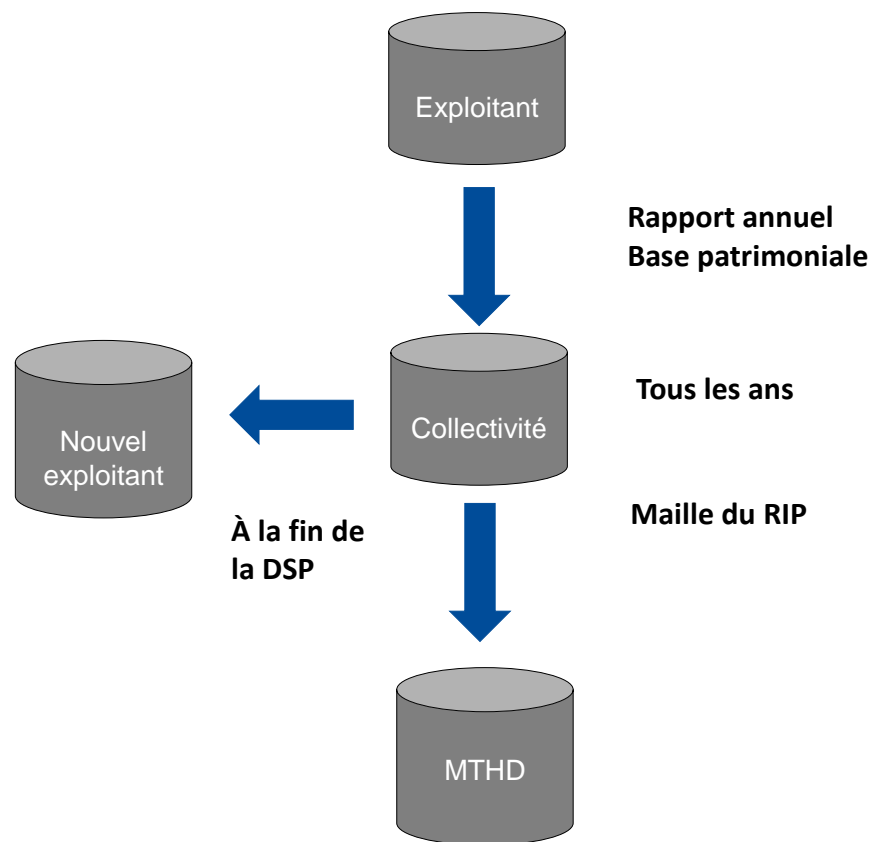 Exploitant
Rapport annuel
Base patrimoniale
Tous les ans
Collectivité
Nouvel
exploitant
À la fin de
la DSP
Maille du RIP
MTHD